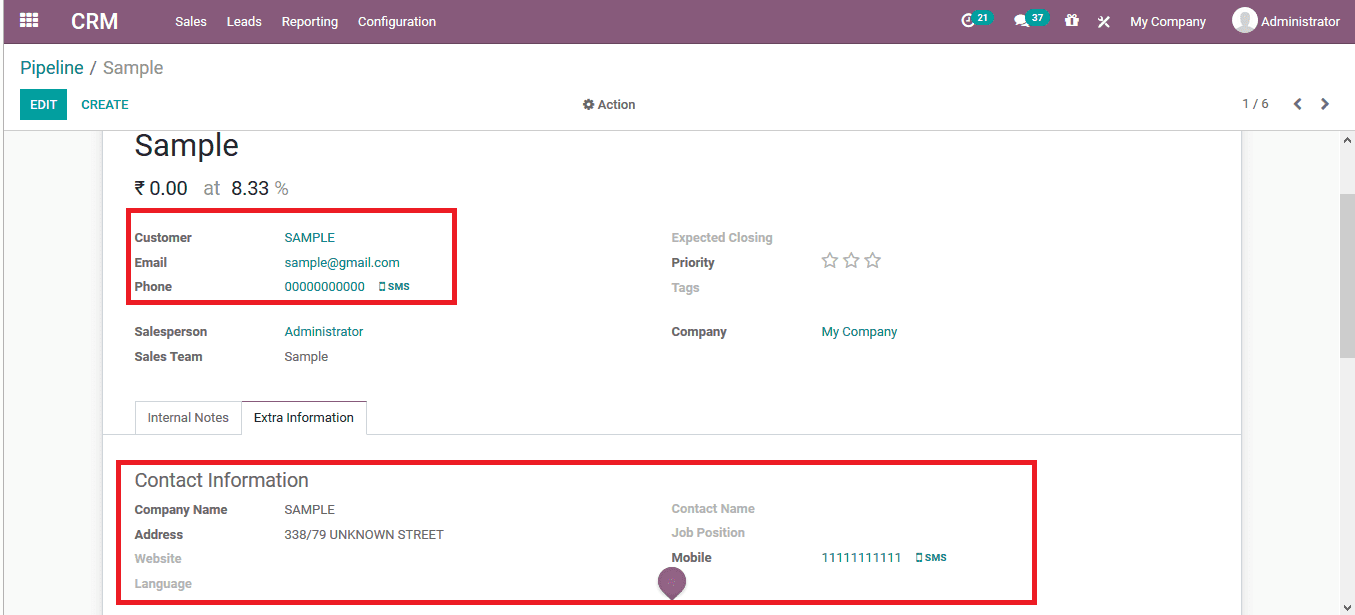 CRM Sales Leads Reporting Configuration 21 37 My Company Administrator
Pipeline / Sample
EDIT CREATE Action 1 / 6
Sample
₹ 0.00 at 8.33 %
Customer SAMPLE Expected Closing
Email sample@gmail.com Priority
Phone 00000000000 SMS Tags
Salesperson Administrator Company My Company
Sales Team Sample
Internal Notes Extra Information
Contact Information
Company Name SAMPLE Contact Name
Address 338/79 UNKNOWN STREET Job Position
Website Mobile 11111111111 SMS
Language